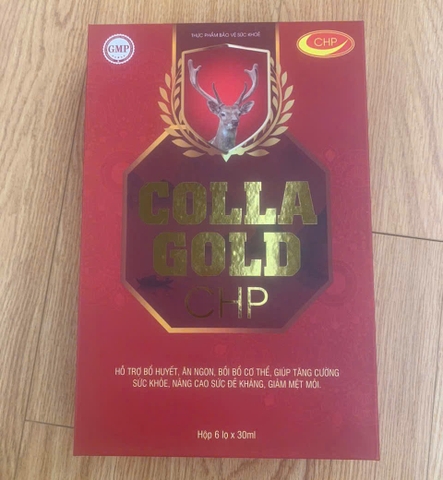 THỰC PHẨM BẢO VỆ SỨC KHOẺ
GMP
CHP
COLLA
GOLD
CHP
HỖ TRỢ BỔ HUYẾT, ĂN NGON, BỒI BỔ CƠ THỂ, GIÚP TĂNG CƯỜNG
SỨC KHỎE, NÂNG CAO SỨC ĐỀ KHÁNG, GIẢM MỆT MỎI.
Hộp 6 lọ x 30ml